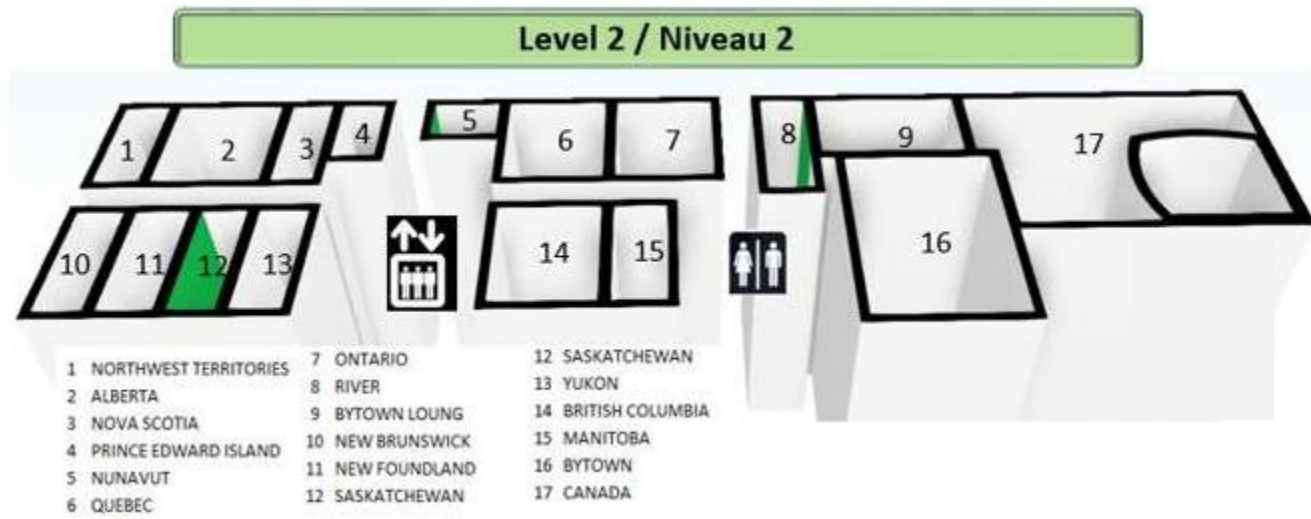 Level 2 / Niveau 2
1 2 3 4 5 6 7 8 9 17
10 11 12 13 14 15 16
1 NORTHWEST TERRITORIES
2 ALBERTA
3 NOVA SCOTIA
4 PRINCE EDWARD ISLAND
5 NUNAVUT
6 QUEBEC
7 ONTARIO
8 RIVER
9 BYTOWN LOUNG
10 NEW BRUNSWICK
11 NEW FOUNDLAND
12 SASKATCHEWAN
12 SASKATCHEWAN
13 YUKON
14 BRITISH COLUMBIA
15 MANITOBA
16 BYTOWN
17 CANADA